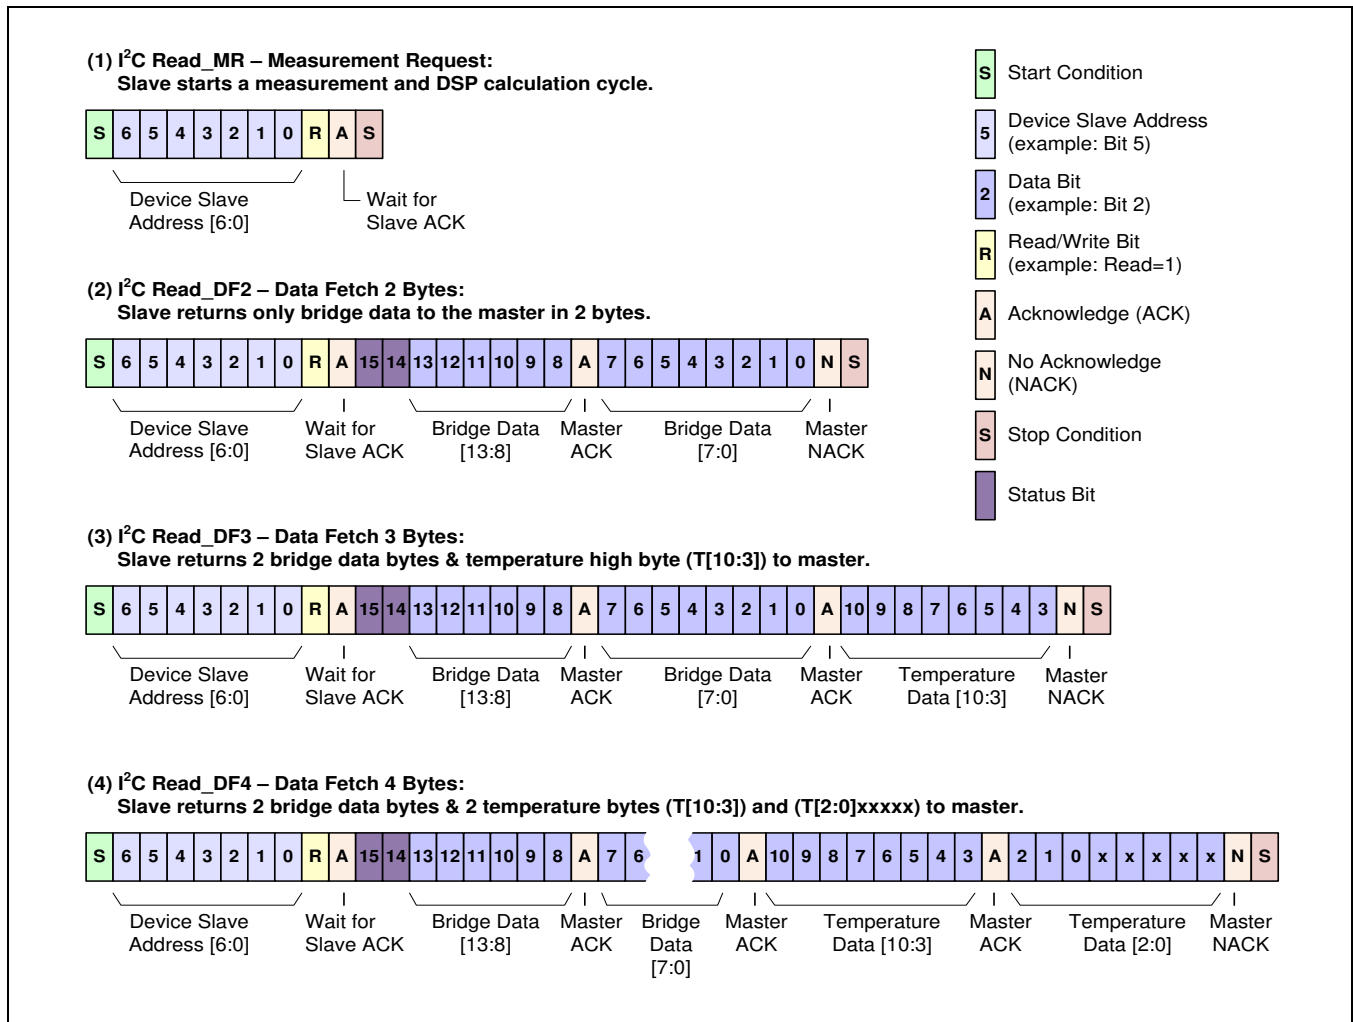 (1) I²C Read_MR – Measurement Request:
Slave starts a measurement and DSP calculation cycle.
S 6 5 4 3 2 1 0 R A S
Device Slave
Address [6:0]
Wait for
Slave ACK
S Start Condition
5 Device Slave Address
(example: Bit 5)
2 Data Bit
(example: Bit 2)
R Read/Write Bit
(example: Read=1)
A Acknowledge (ACK)
N No Acknowledge
(NACK)
S Stop Condition
Status Bit
(2) I²C Read_DF2 – Data Fetch 2 Bytes:
Slave returns only bridge data to the master in 2 bytes.
S 6 5 4 3 2 1 0 R A 15 14 13 12 11 10 9 8 A 7 6 5 4 3 2 1 0 N S
Device Slave Wait for Bridge Data Master Bridge Data Master
Address [6:0] Slave ACK [13:8] ACK [7:0] NACK
(3) I²C Read_DF3 – Data Fetch 3 Bytes:
Slave returns 2 bridge data bytes & temperature high byte (T[10:3]) to master.
S 6 5 4 3 2 1 0 R A 15 14 13 12 11 10 9 8 A 7 6 5 4 3 2 1 0 A 10 9 8 7 6 5 4 3 N S
Device Slave Wait for Bridge Data Master Bridge Data Master Temperature Master
Address [6:0] Slave ACK [13:8] ACK [7:0] ACK Data [10:3] NACK
(4) I²C Read_DF4 – Data Fetch 4 Bytes:
Slave returns 2 bridge data bytes & 2 temperature bytes (T[10:3]) and (T[2:0]xxxxx) to master.
S 6 5 4 3 2 1 0 R A 15 14 13 12 11 10 9 8 A 7 6 1 0 A 10 9 8 7 6 5 4 3 A 2 1 0 x x x x x N S
Device Slave Wait for Bridge Data Master Bridge Master Temperature Master Temperature Master
Address [6:0] Slave ACK [13:8] ACK Data ACK Data [10:3] ACK Data [2:0] NACK
[7:0]